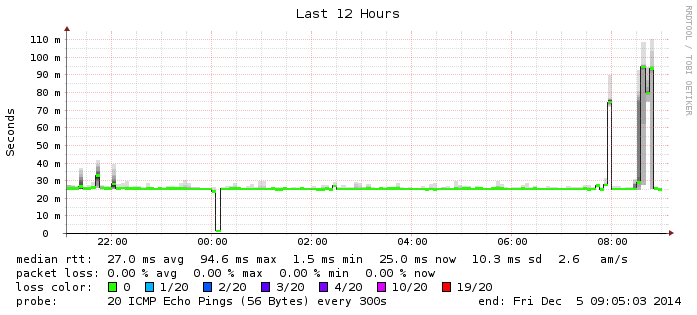 Last 12 Hours
RRDTOOL / TOBI OETIKER
Seconds
110 m
100 m
90 m
80 m
70 m
60 m
50 m
40 m
30 m
20 m
10 m
0
22:00 00:00 02:00 04:00 06:00 08:00
median rtt: 27.0 ms avg 94.6 ms max 1.5 ms min 25.0 ms now 10.3 ms sd 2.6 am/s
packet loss: 0.00 % avg 0.00 % max 0.00 % min 0.00 % now
loss color: 0 1/20 2/20 3/20 4/20 10/20 19/20
probe: 20 ICMP Echo Pings (56 Bytes) every 300s end: Fri Dec 5 09:05:03 2014